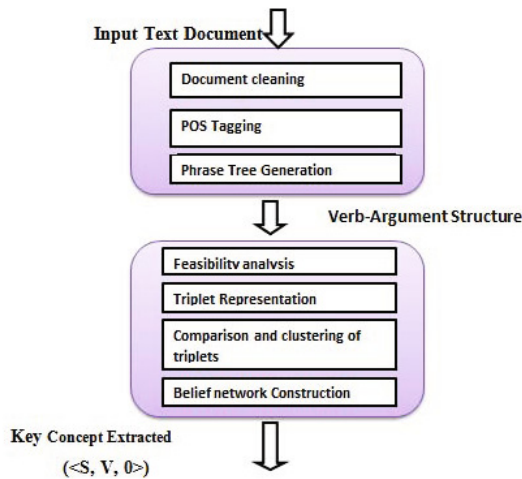 Input Text Document
Document cleaning
POS Tagging
Phrase Tree Generation
Verb-Argument Structure
Feasibility analysis
Triplet Representation
Comparison and clustering of
triplets
Belief network Construction
Key Concept Extracted
(<S, V, 0>)